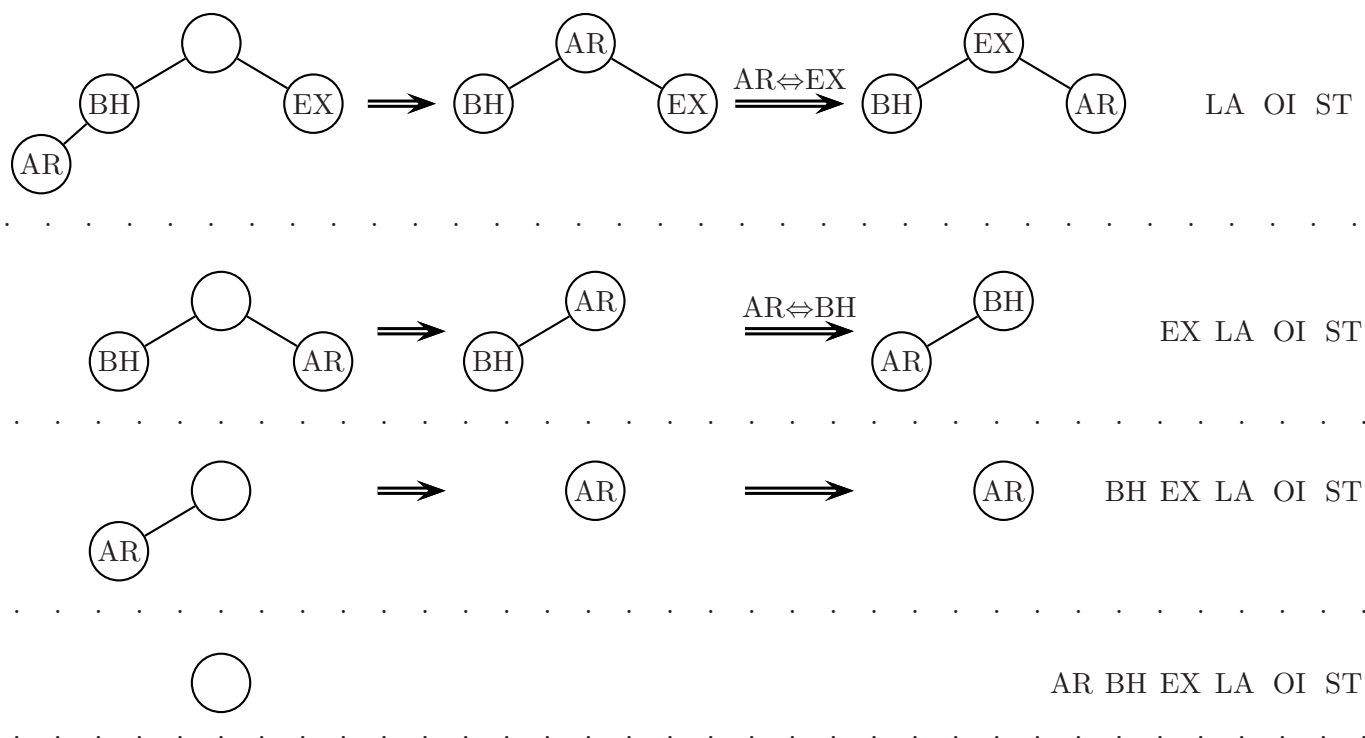 AR
AR⇔EX
EX
BH EX BH EX BH AR LA OI ST
AR
AR⇔BH
AR BH
BH AR BH AR EX LA OI ST
AR AR BH EX LA OI ST
AR
AR BH EX LA OI ST